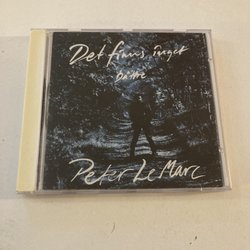 Det finns inget
bättre
Peter LeMarc